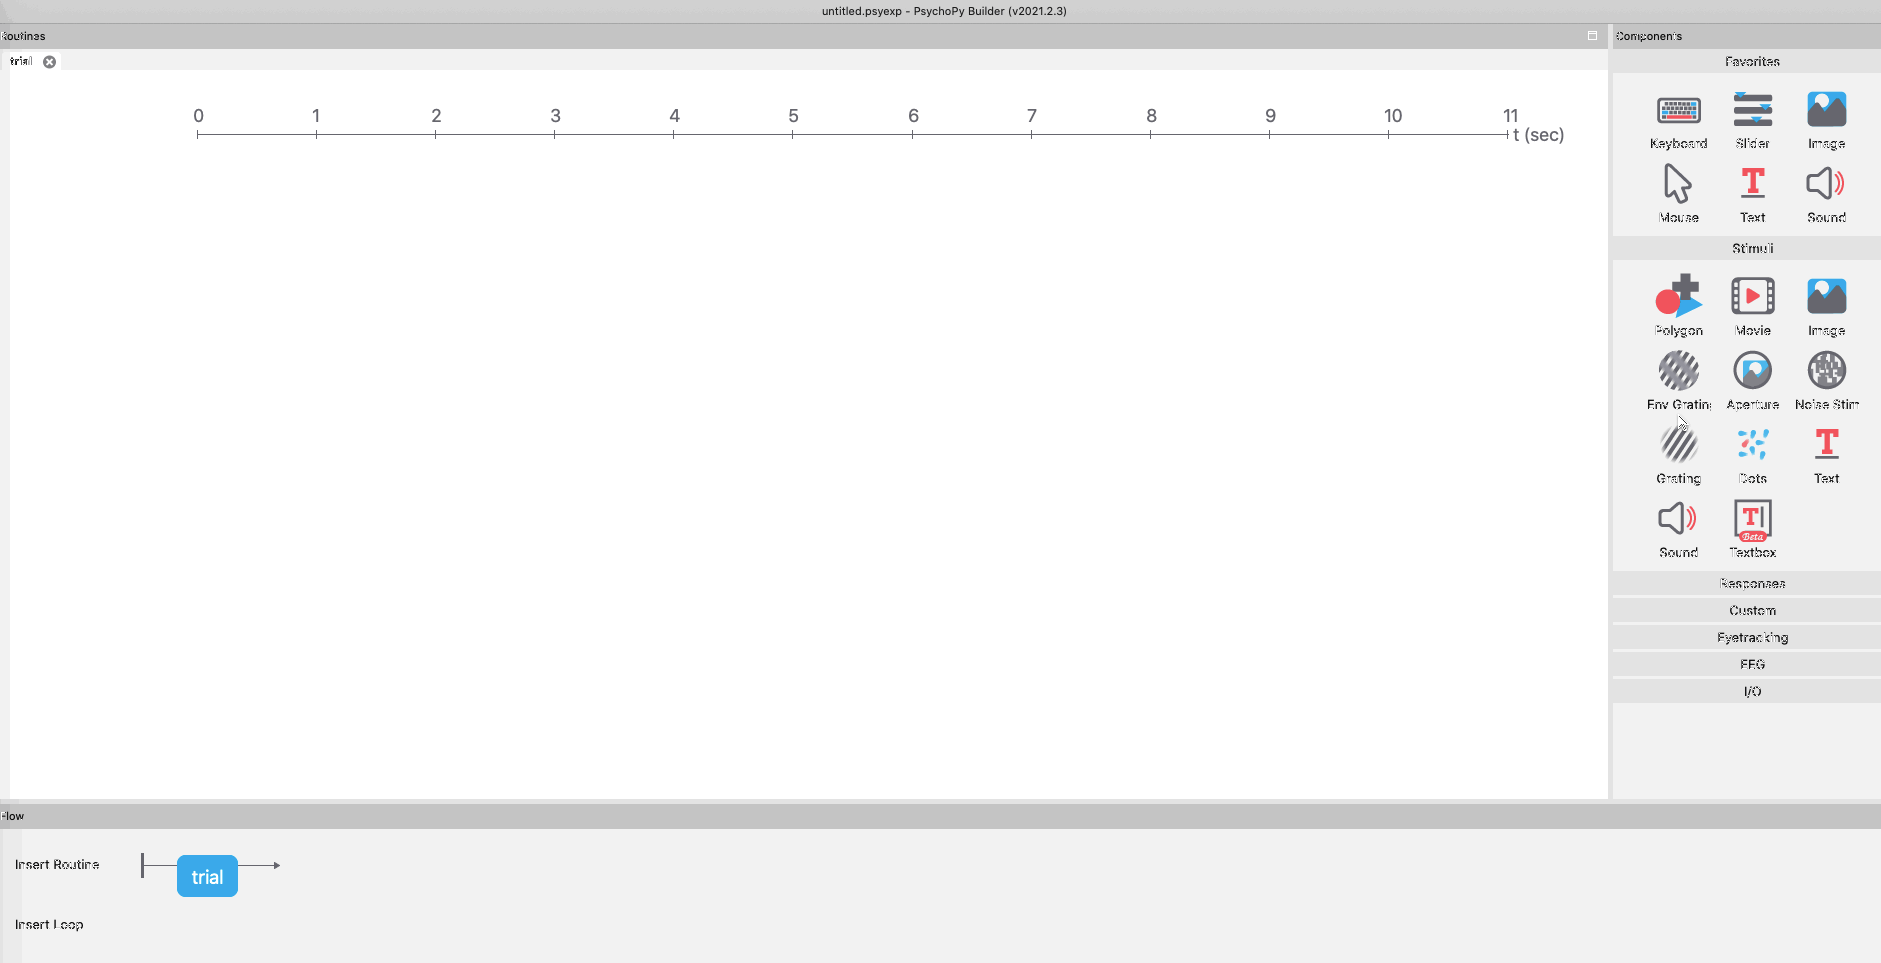 untitled.psyexp - PsychoPy Builder (v2021.2.3)
Routines
Components
trial
Favorites
0 1 2 3 4 5 6 7 8 9 10 11
t (sec)
Keyboard Slider Image
Mouse Text Sound
Stimuli
Polygon Movie Image
Env Grating Aperture Noise Stim
Grating Dots Text
Sound Textbox
Beta
Responses
Custom
Eyetracking
EEG
I/O
Flow
Insert Routine
trial
Insert Loop